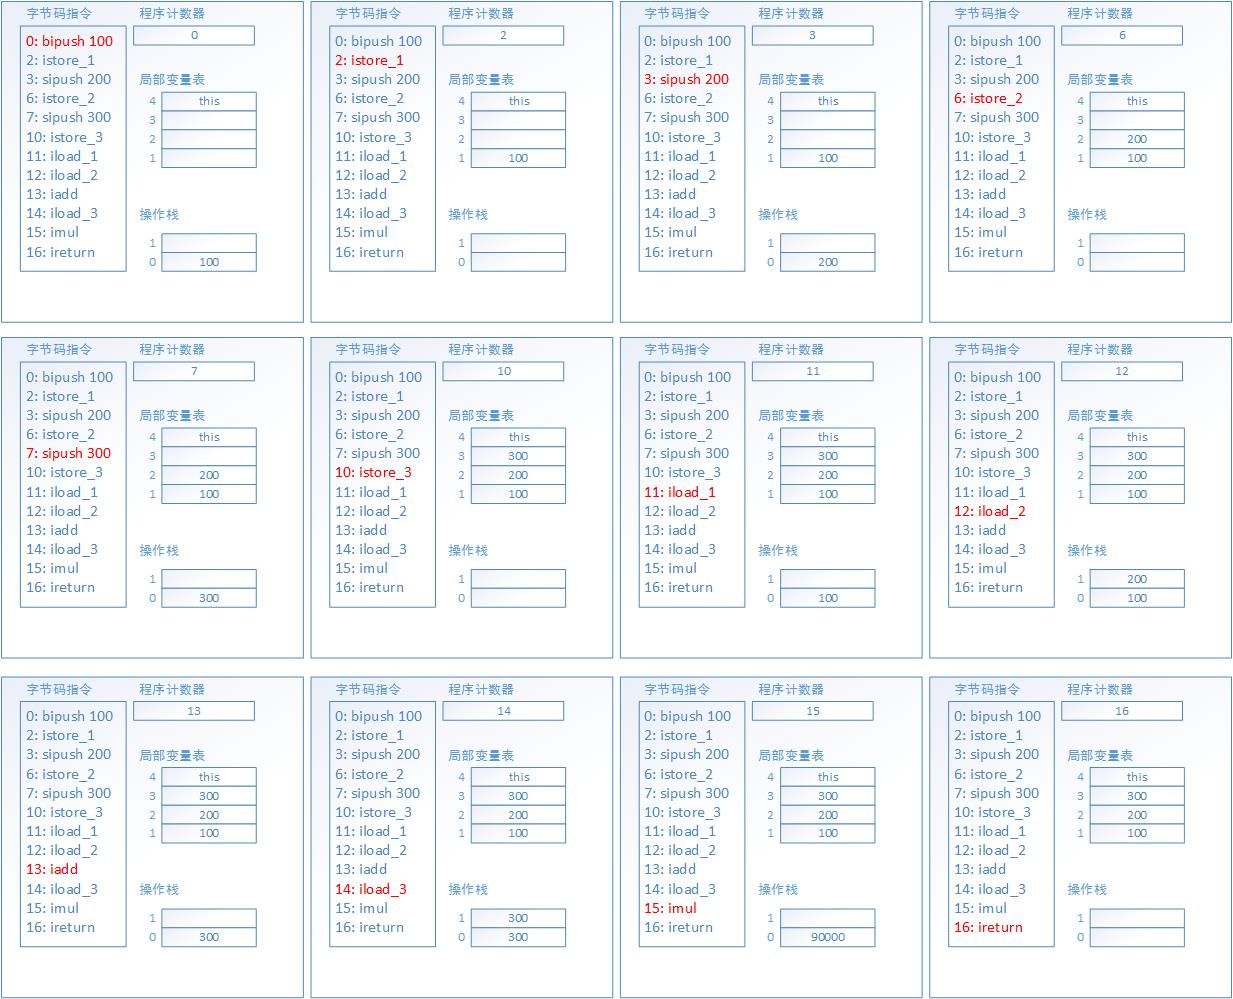 字节码指令
程序计数器
0: bipush 100
0
2: istore_1
3: sipush 200
局部变量表
6: istore_2
4 this
7: sipush 300
3
10: istore_3
2
11: iload_1
1
12: iload_2
13: iadd
14: iload_3
操作栈
15: imul
1
16: ireturn
0 100
字节码指令
程序计数器
0: bipush 100
2
2: istore_1
3: sipush 200
局部变量表
6: istore_2
4 this
7: sipush 300
3
10: istore_3
2
11: iload_1
1 100
12: iload_2
13: iadd
14: iload_3
操作栈
15: imul
1
16: ireturn
0
字节码指令
程序计数器
0: bipush 100
3
2: istore_1
3: sipush 200
局部变量表
6: istore_2
4 this
7: sipush 300
3
10: istore_3
2
11: iload_1
1 100
12: iload_2
13: iadd
14: iload_3
操作栈
15: imul
1
16: ireturn
0 200
字节码指令
程序计数器
0: bipush 100
6
2: istore_1
3: sipush 200
局部变量表
6: istore_2
4 this
7: sipush 300
3
10: istore_3
2 200
11: iload_1
1 100
12: iload_2
13: iadd
14: iload_3
操作栈
15: imul
1
16: ireturn
0
字节码指令
程序计数器
0: bipush 100
7
2: istore_1
3: sipush 200
局部变量表
6: istore_2
4 this
7: sipush 300
3
10: istore_3
2 200
11: iload_1
1 100
12: iload_2
13: iadd
14: iload_3
操作栈
15: imul
1
16: ireturn
0 300
字节码指令
程序计数器
0: bipush 100
10
2: istore_1
3: sipush 200
局部变量表
6: istore_2
4 this
7: sipush 300
3 300
10: istore_3
2 200
11: iload_1
1 100
12: iload_2
13: iadd
14: iload_3
操作栈
15: imul
1
16: ireturn
0
字节码指令
程序计数器
0: bipush 100
11
2: istore_1
3: sipush 200
局部变量表
6: istore_2
4 this
7: sipush 300
3 300
10: istore_3
2 200
11: iload_1
1 100
12: iload_2
13: iadd
14: iload_3
操作栈
15: imul
1
16: ireturn
0 100
字节码指令
程序计数器
0: bipush 100
12
2: istore_1
3: sipush 200
局部变量表
6: istore_2
4 this
7: sipush 300
3 300
10: istore_3
2 200
11: iload_1
1 100
12: iload_2
13: iadd
14: iload_3
操作栈
15: imul
1 200
16: ireturn
0 100
字节码指令
程序计数器
0: bipush 100
13
2: istore_1
3: sipush 200
局部变量表
6: istore_2
4 this
7: sipush 300
3 300
10: istore_3
2 200
11: iload_1
1 100
12: iload_2
13: iadd
14: iload_3
操作栈
15: imul
1
16: ireturn
0 300
字节码指令
程序计数器
0: bipush 100
14
2: istore_1
3: sipush 200
局部变量表
6: istore_2
4 this
7: sipush 300
3 300
10: istore_3
2 200
11: iload_1
1 100
12: iload_2
13: iadd
14: iload_3
操作栈
15: imul
1 300
16: ireturn
0 300
字节码指令
程序计数器
0: bipush 100
15
2: istore_1
3: sipush 200
局部变量表
6: istore_2
4 this
7: sipush 300
3 300
10: istore_3
2 200
11: iload_1
1 100
12: iload_2
13: iadd
14: iload_3
操作栈
15: imul
1
16: ireturn
0 90000
字节码指令
程序计数器
0: bipush 100
16
2: istore_1
3: sipush 200
局部变量表
6: istore_2
4 this
7: sipush 300
3 300
10: istore_3
2 200
11: iload_1
1 100
12: iload_2
13: iadd
14: iload_3
操作栈
15: imul
1
16: ireturn
0